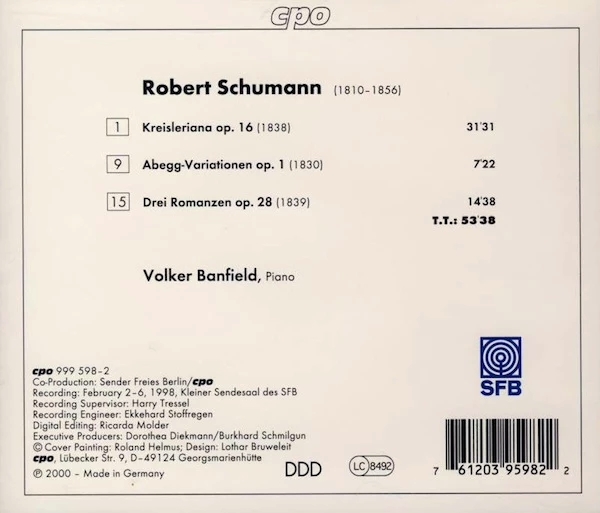 cpo
Robert Schumann (1810–1856)
1 Kreisleriana op. 16 (1838) 31'31
9 Abegg-Variationen op. 1 (1830) 7'22
15 Drei Romanzen op. 28 (1839) 14'38
T.T.: 53'38
Volker Banfield, Piano
cpo 999 598–2
Co-Production: Sender Freies Berlin/cpo
Recording: February 2–6, 1998, Kleiner Sendesaal des SFB
Recording Supervisor: Harry Tressel
Recording Engineer: Ekkehard Stoffregen
Digital Editing: Ricarda Molder
Executive Producers: Dorothea Diekmann/Burkhard Schmilgun
© Cover Painting: Roland Helmus; Design: Lothar Bruweleit
cpo, Lübecker Str. 9, D–49124 Georgsmarienhütte
℗ 2000 – Made in Germany
DDD
LC 8492
SFB
7 61203 95982 2